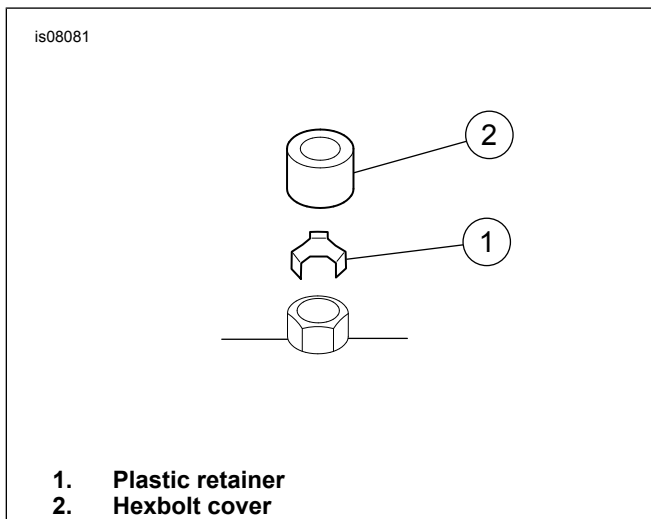 is08081
2
1
1. Plastic retainer
2. Hexbolt cover